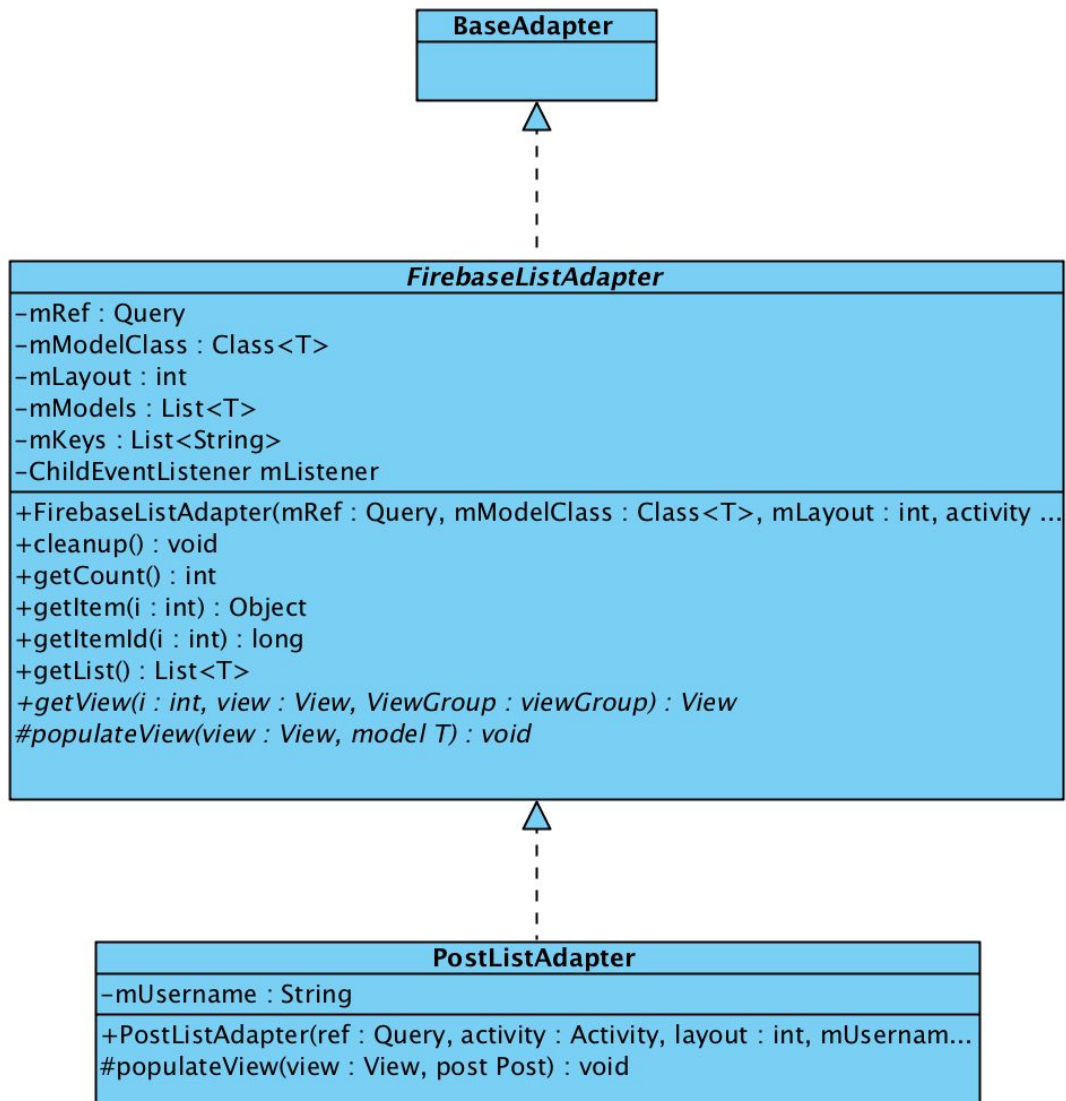 BaseAdapter
FirebaseListAdapter
-mRef : Query
-mModelClass : Class<T>
-mLayout : int
-mModels : List<T>
-mKeys : List<String>
-ChildEventListener mListener
+FirebaseListAdapter(mRef : Query, mModelClass : Class<T>, mLayout : int, activity ...
+cleanup() : void
+getCount() : int
+getItem(i : int) : Object
+getItemId(i : int) : long
+getList() : List<T>
+getView(i : int, view : View, ViewGroup : viewGroup) : View
#populateView(view : View, model T) : void
PostListAdapter
-mUsername : String
+PostListAdapter(ref : Query, activity : Activity, layout : int, mUsernam...
#populateView(view : View, post Post) : void